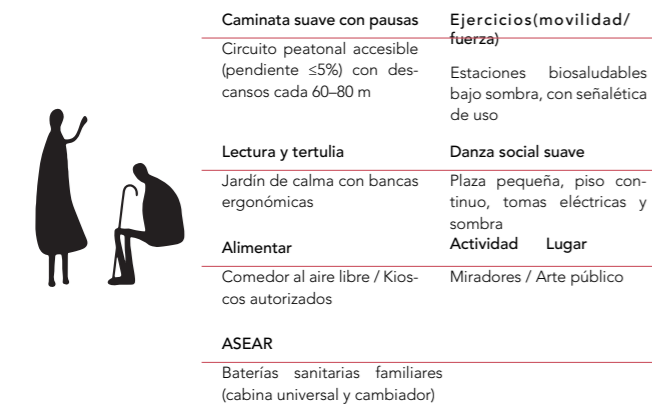 Caminata suave con pausas
Circuito peatonal accesible
(pendiente ≤5%) con des-
cansos cada 60–80 m
Ejercicios(movilidad/
fuerza)
Estaciones biosaludables
bajo sombra, con señalética
de uso
Lectura y tertulia
Jardín de calma con bancas
ergonómicas
Danza social suave
Plaza pequeña, piso con-
tinuo, tomas eléctricas y
sombra
Alimentar
Comedor al aire libre / Kios-
cos autorizados
Actividad Lugar
Miradores / Arte público
ASEAR
Baterías sanitarias familiares
(cabina universal y cambiador)